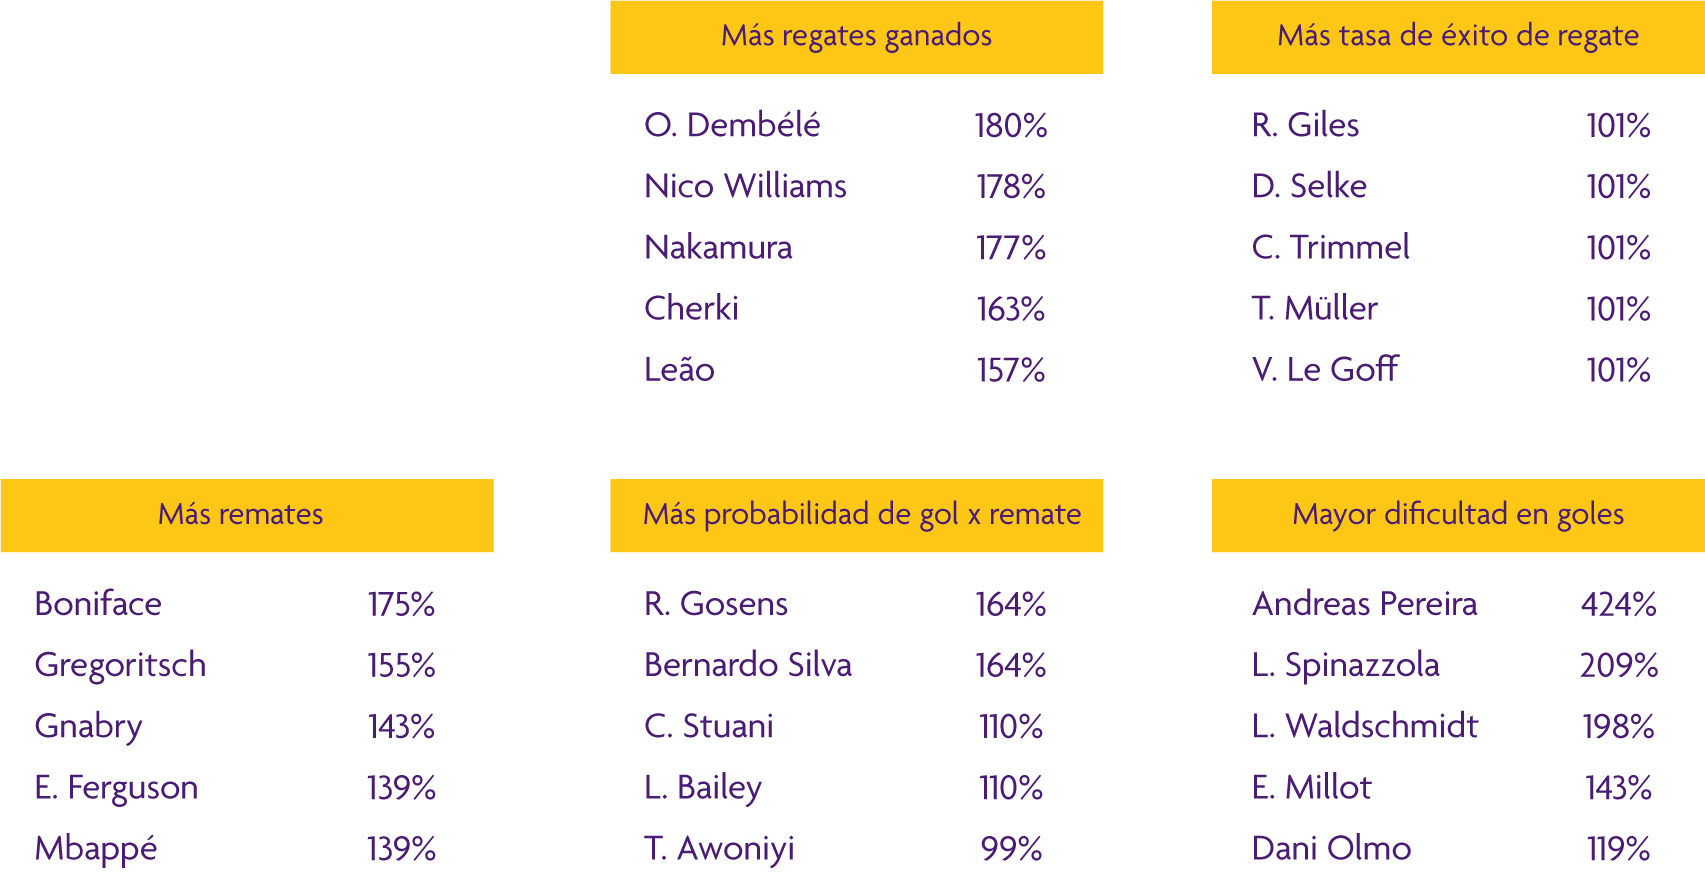 Más regates ganados
O. Dembélé 180%
Nico Williams 178%
Nakamura 177%
Cherki 163%
Leão 157%
Más tasa de éxito de regate
R. Giles 101%
D. Selke 101%
C. Trimmel 101%
T. Müller 101%
V. Le Goff 101%
Más remates
Boniface 175%
Gregoritsch 155%
Gnabry 143%
E. Ferguson 139%
Mbappé 139%
Más probabilidad de gol x remate
R. Gosens 164%
Bernardo Silva 164%
C. Stuani 110%
L. Bailey 110%
T. Awoniyi 99%
Mayor dificultad en goles
Andreas Pereira 424%
L. Spinazzola 209%
L. Waldschmidt 198%
E. Millot 143%
Dani Olmo 119%